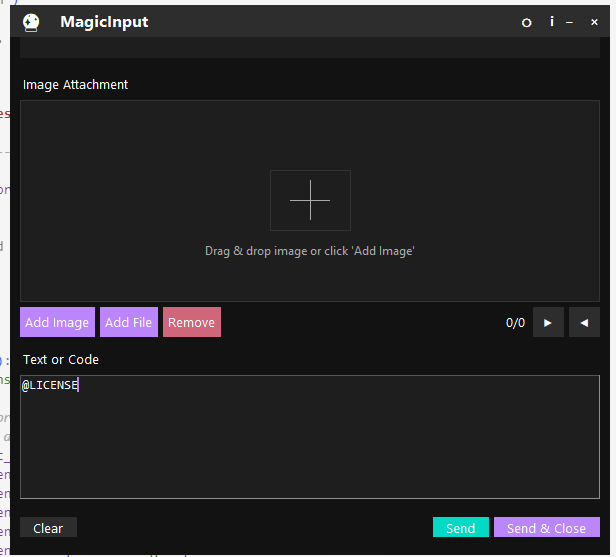 MagicInput
Image Attachment
Drag & drop image or click 'Add Image'
Add Image Add File Remove 0/0
Text or Code
@LICENSE
Clear Send Send & Close